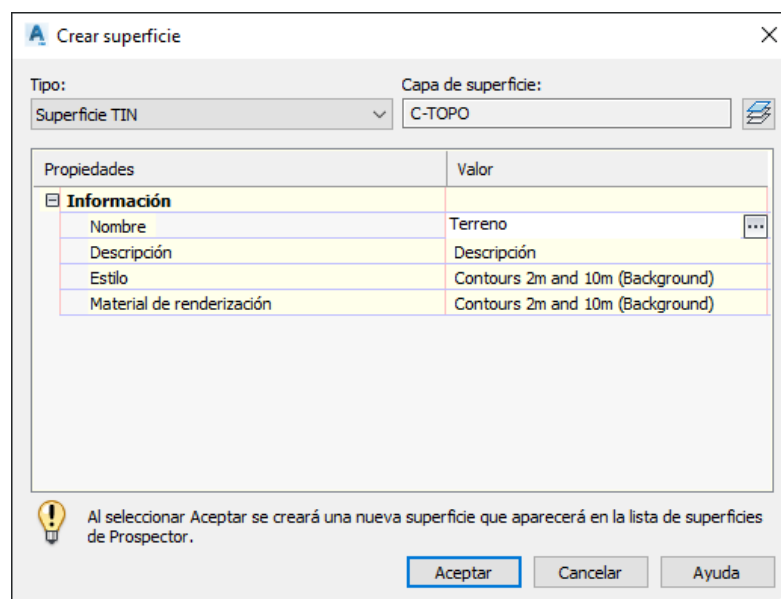 Crear superficie
Tipo:
Capa de superficie:
Superficie TIN
C-TOPO
Propiedades
Valor
Información
Nombre
Terreno
...
Descripción
Descripción
Estilo
Contours 2m and 10m (Background)
Material de renderización
Contours 2m and 10m (Background)
Al seleccionar Aceptar se creará una nueva superficie que aparecerá en la lista de superficies
de Prospector.
Aceptar
Cancelar
Ayuda